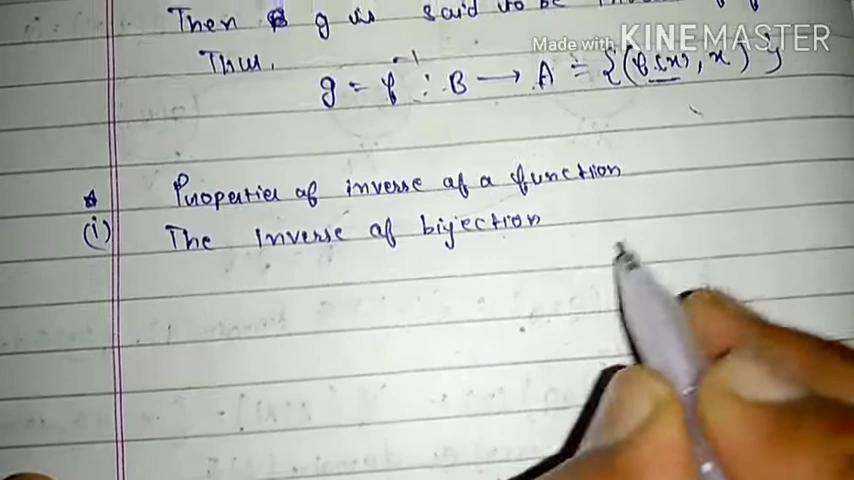 Then g is said to be
Made with KINEMASTER
Thus,
g = f⁻¹ : B → A = {(f(x), x)}
Properties of inverse of a function
(i) The inverse of bijection